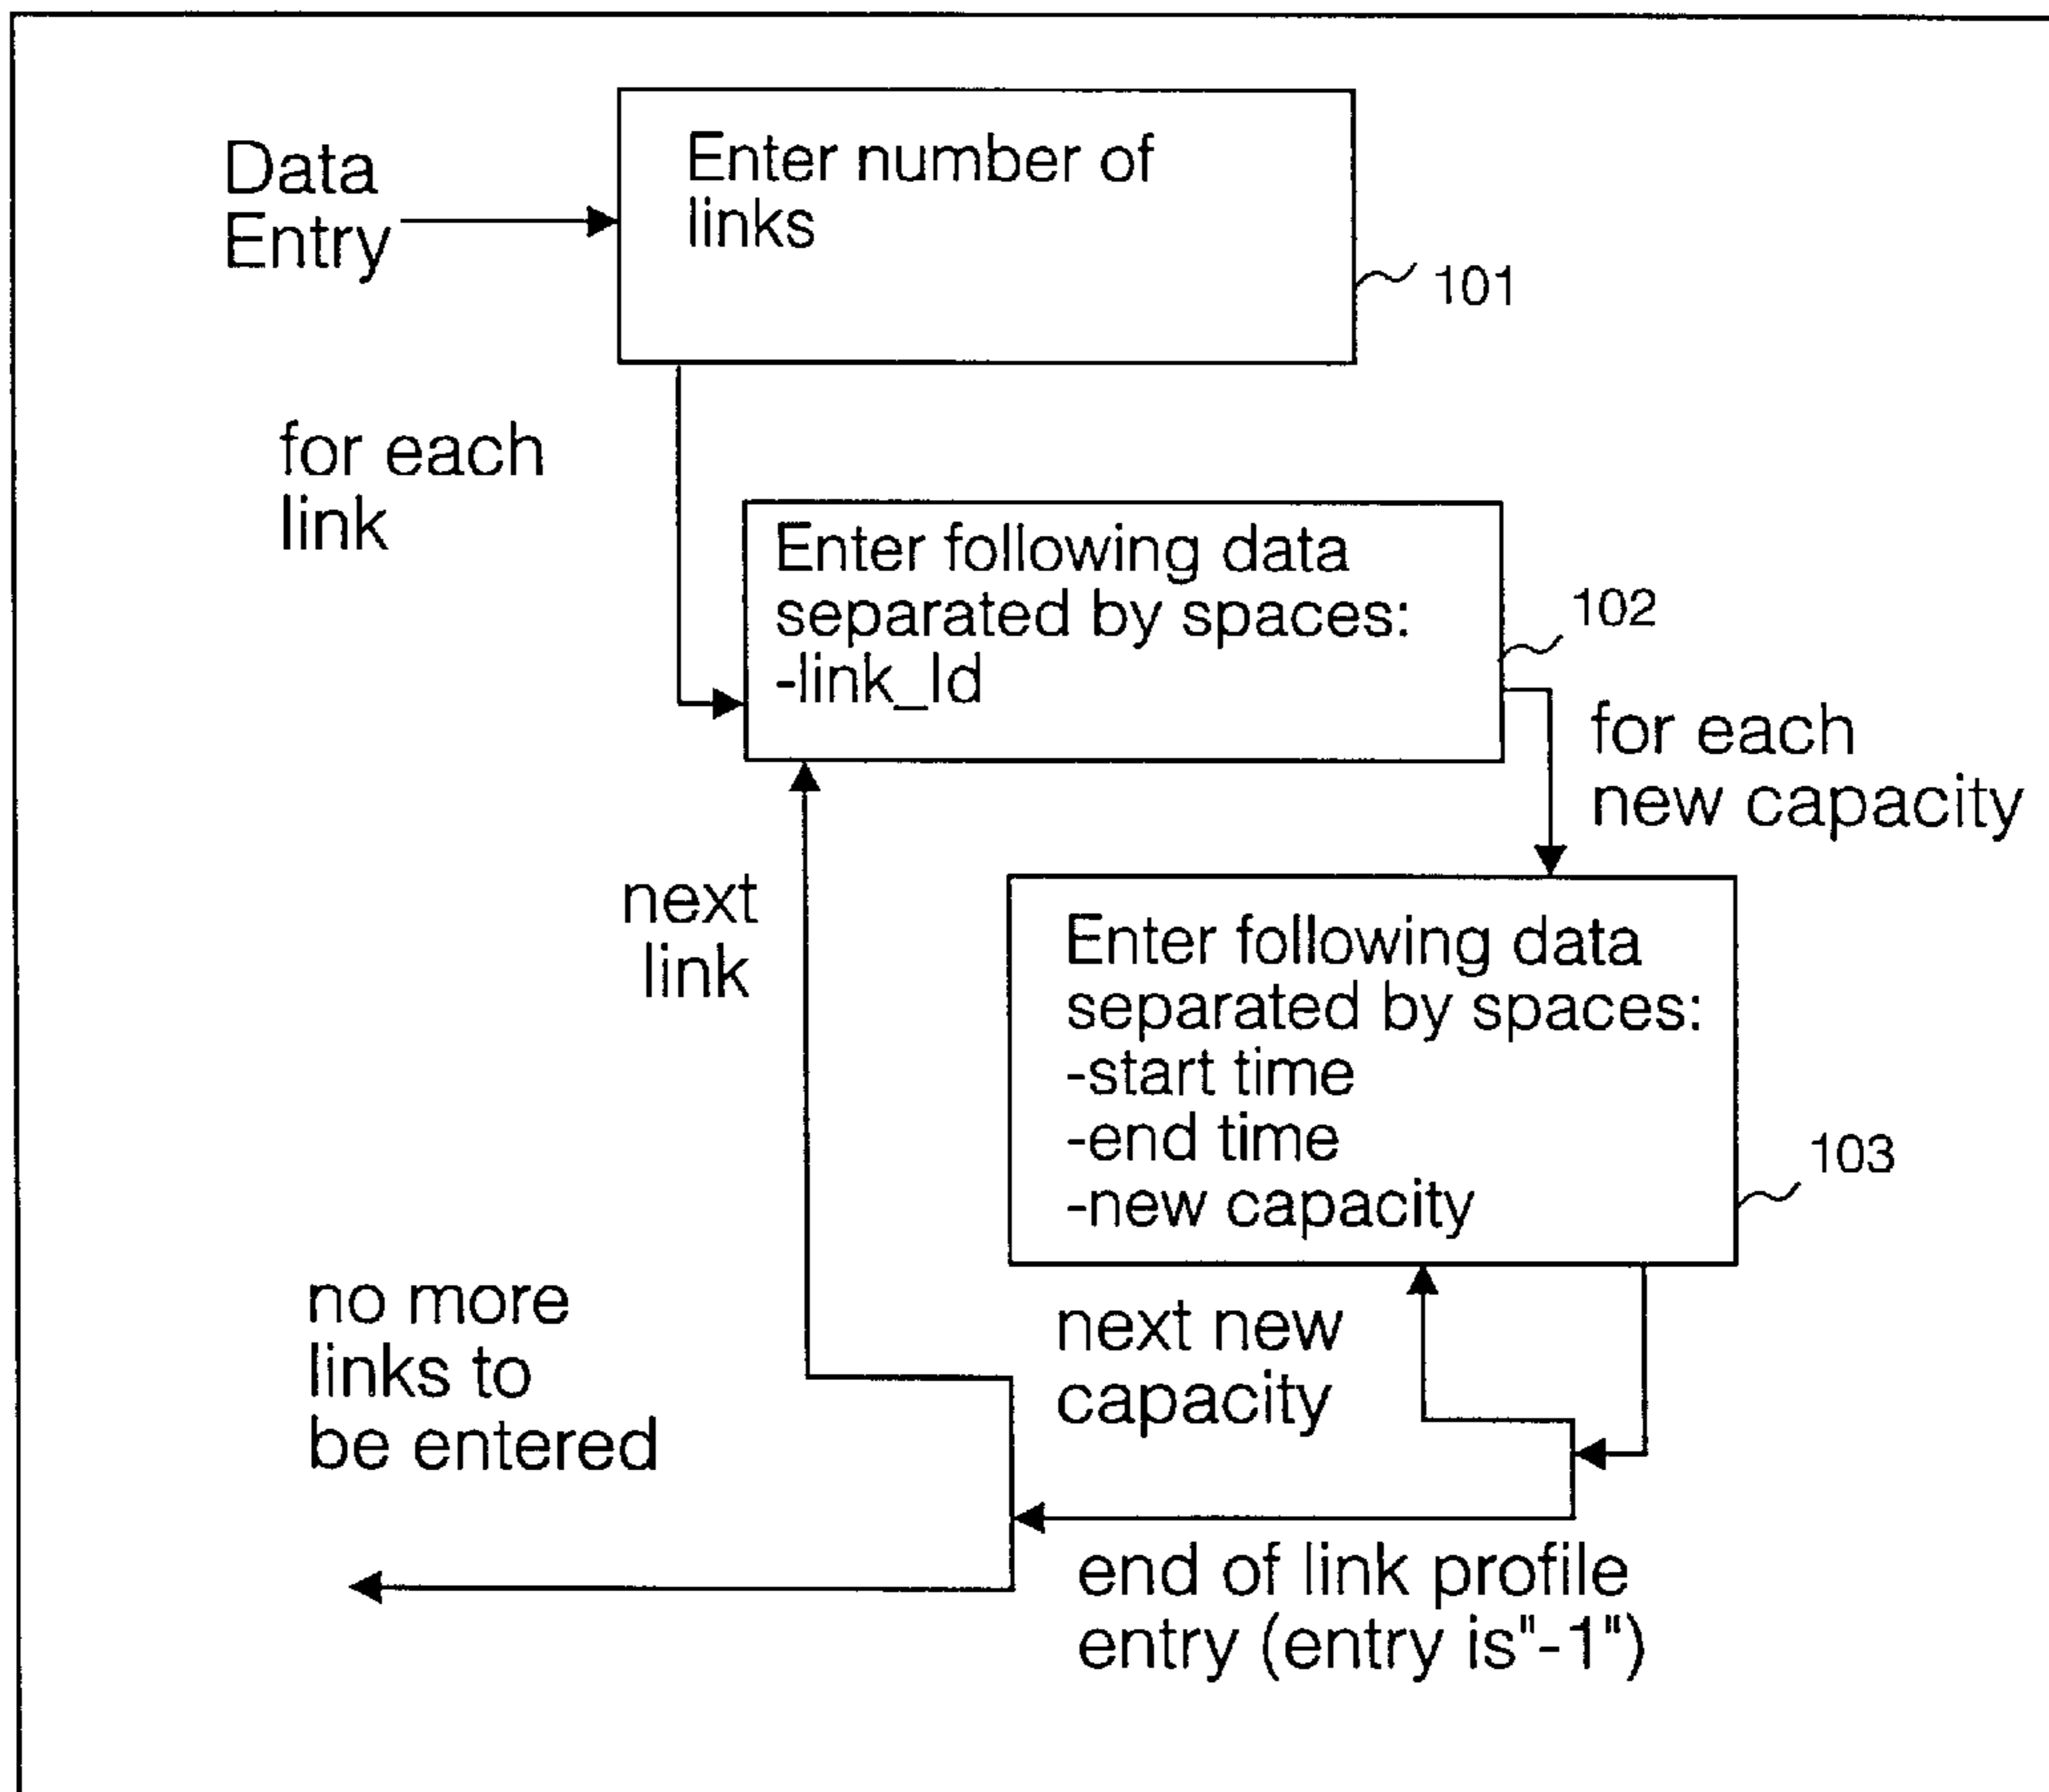 Data
Entry
Enter number of
links
101
for each
link
Enter following data
separated by spaces:
-link_Id
102
for each
new capacity
next
link
Enter following data
separated by spaces:
-start time
-end time
-new capacity
103
no more
links to
be entered
next new
capacity
end of link profile
entry (entry is"-1")